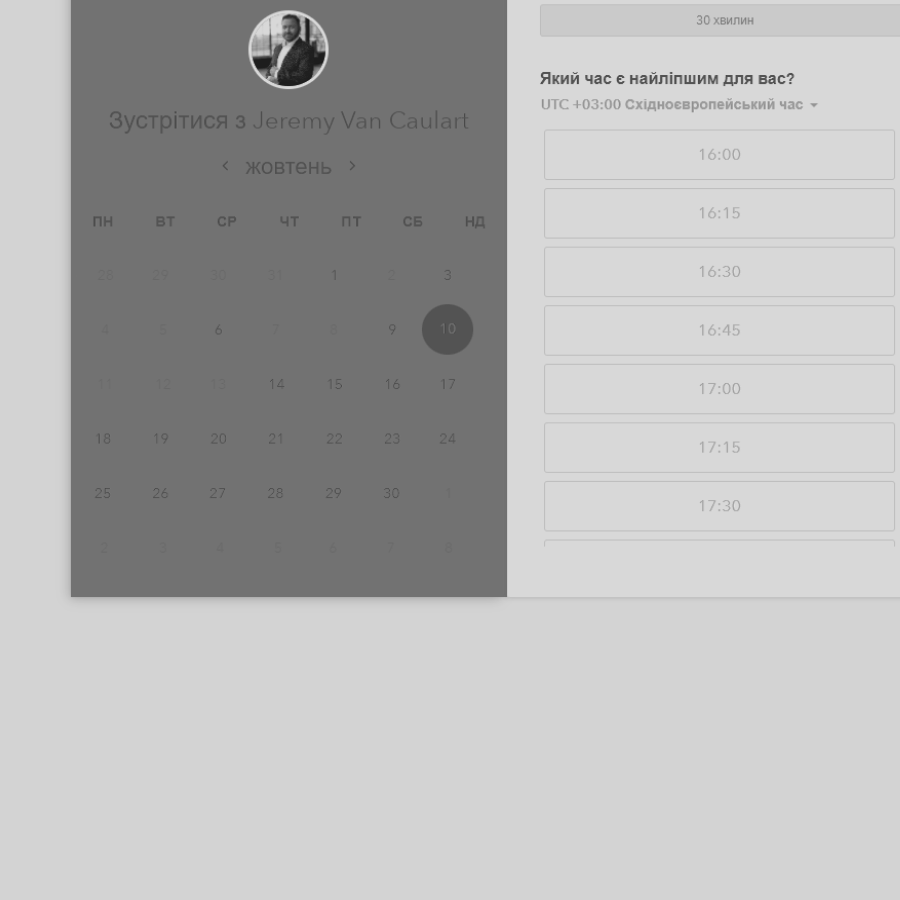 Зустрітися з Jeremy Van Caulart
жовтень
ПН ВТ СР ЧТ ПТ СБ НД
28 29 30 31 1 2 3
4 5 6 7 8 9 10
11 12 13 14 15 16 17
18 19 20 21 22 23 24
25 26 27 28 29 30 1
2 3 4 5 6 7 8
30 хвилин
Який час є найліпшим для вас?
UTC +03:00 Східноєвропейський час
16:00
16:15
16:30
16:45
17:00
17:15
17:30